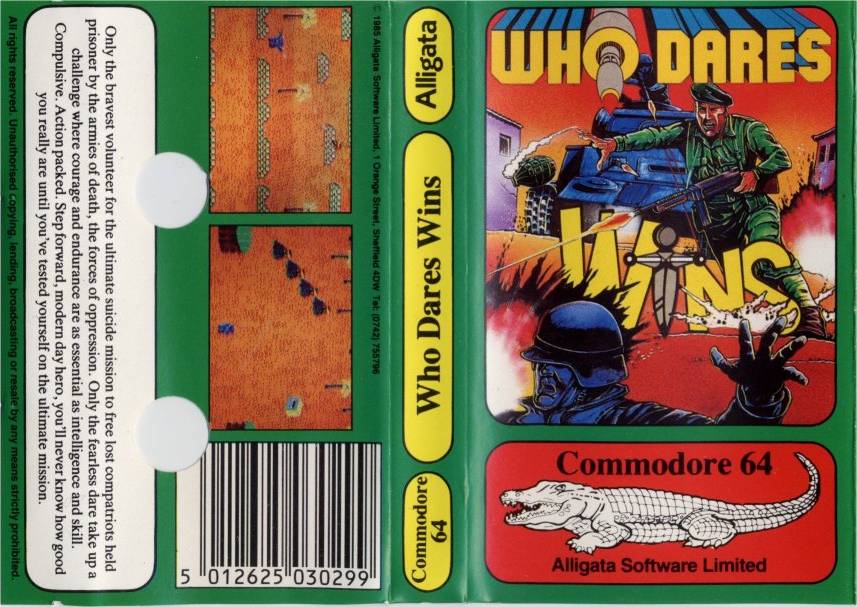 WHO DARES
WINS
Commodore 64
Alligata Software Limited
Alligata
Who Dares Wins
Commodore
64
© 1985 Alligata Software Limited, 1 Orange Street, Sheffield 4DW Tel: (0742) 755796
Only the bravest volunteer for the ultimate suicide mission to free lost compatriots held
prisoner by the armies of death, the forces of oppression. Only the fearless dare take up a
challenge where courage and endurance are as essential as intelligence and skill.
Compulsive. Action packed. Step forward, modern day hero, you'll never know how good
you really are until you've tested yourself on the ultimate mission.
All rights reserved. Unauthorised copying, lending, broadcasting or resale by any means strictly prohibited.
5 012625 030299